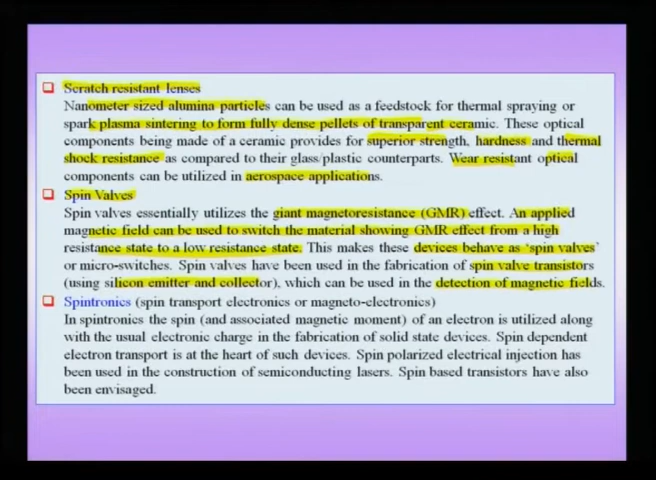 Scratch resistant lenses
Nanometer sized alumina particles can be used as a feedstock for thermal spraying or
spark plasma sintering to form fully dense pellets of transparent ceramic. These optical
components being made of a ceramic provides for superior strength, hardness and thermal
shock resistance as compared to their glass/plastic counterparts. Wear resistant optical
components can be utilized in aerospace applications.
Spin Valves
Spin valves essentially utilizes the giant magnetoresistance (GMR) effect. An applied
magnetic field can be used to switch the material showing GMR effect from a high
resistance state to a low resistance state. This makes these devices behave as 'spin valves'
or micro-switches. Spin valves have been used in the fabrication of spin valve transistors
(using silicon emitter and collector), which can be used in the detection of magnetic fields.
Spintronics (spin transport electronics or magneto-electronics)
In spintronics the spin (and associated magnetic moment) of an electron is utilized along
with the usual electronic charge in the fabrication of solid state devices. Spin dependent
electron transport is at the heart of such devices. Spin polarized electrical injection has
been used in the construction of semiconducting lasers. Spin based transistors have also
been envisaged.